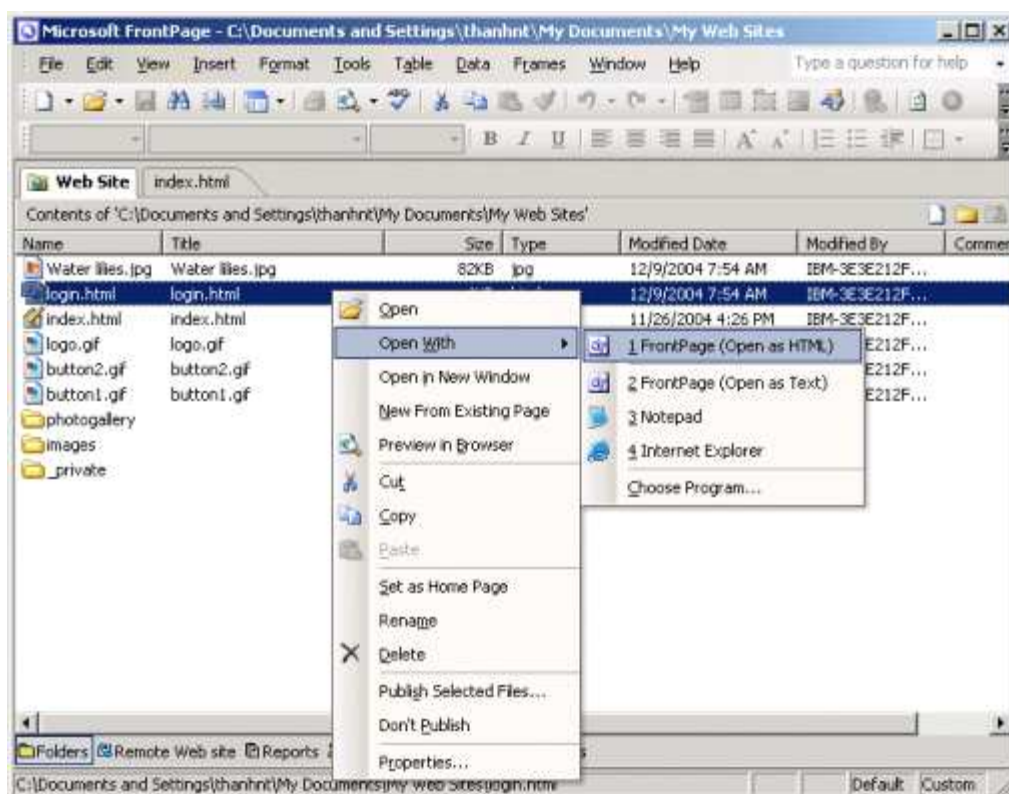 Microsoft FrontPage - C:\Documents and Settings\thanhnt\My Documents\My Web Sites
File Edit View Insert Format Tools Table Data Frames Window Help Type a question for help
B I U A A
Web Site index.html
Contents of 'C:\Documents and Settings\thanhnt\My Documents\My Web Sites'
Name Title Size Type Modified Date Modified By Commen
Water lilies.jpg Water lilies.jpg 82KB jpg 12/9/2004 7:54 AM IBM-3E3E212F...
login.html login.html 12/9/2004 7:54 AM IBM-3E3E212F...
index.html index.html 11/26/2004 4:26 PM IBM-3E3E212F...
logo.gif logo.gif E212F...
button2.gif button2.gif E212F...
button1.gif button1.gif E212F...
photogallery
images
_private
Open
Open With
Open in New Window
New From Existing Page
Preview in Browser
Cut
Copy
Paste
Set as Home Page
Rename
Delete
Publish Selected Files...
Don't Publish
Properties...
1 FrontPage (Open as HTML)
2 FrontPage (Open as Text)
3 Notepad
4 Internet Explorer
Choose Program...
Folders Remote Web site Reports
C:\Documents and Settings\thanhnt\My Documents\My Web Sites\login.html Default Custom